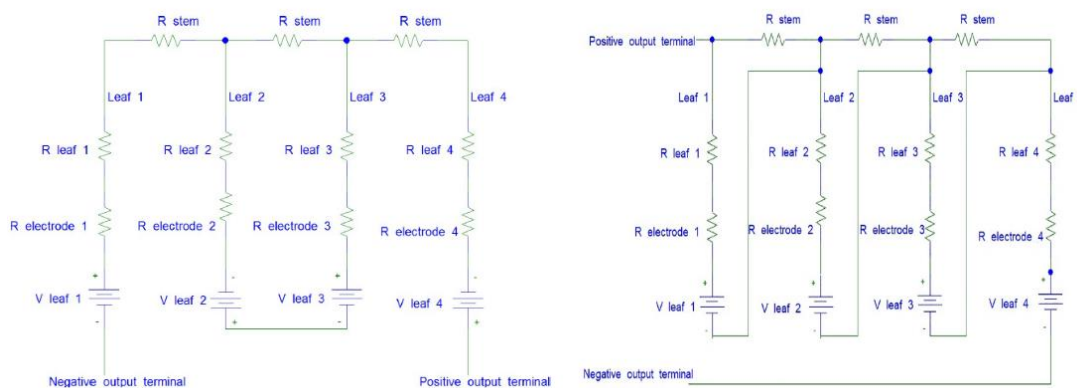 R stem R stem R stem
Leaf 1 Leaf 2 Leaf 3 Leaf 4
R leaf 1 R leaf 2 R leaf 3 R leaf 4
R electrode 1 R electrode 2 R electrode 3 R electrode 4
+ - + -
V leaf 1 V leaf 2 V leaf 3 V leaf 4
- + - +
Negative output terminal Positive output terminal
R stem R stem R stem
Positive output terminal
Leaf 1 Leaf 2 Leaf 3 Leaf
R leaf 1 R leaf 2 R leaf 3 R leaf 4
R electrode 1 R electrode 2 R electrode 3 R electrode 4
+ + + +
V leaf 1 V leaf 2 V leaf 3 V leaf 4
- - - -
Negative output terminal